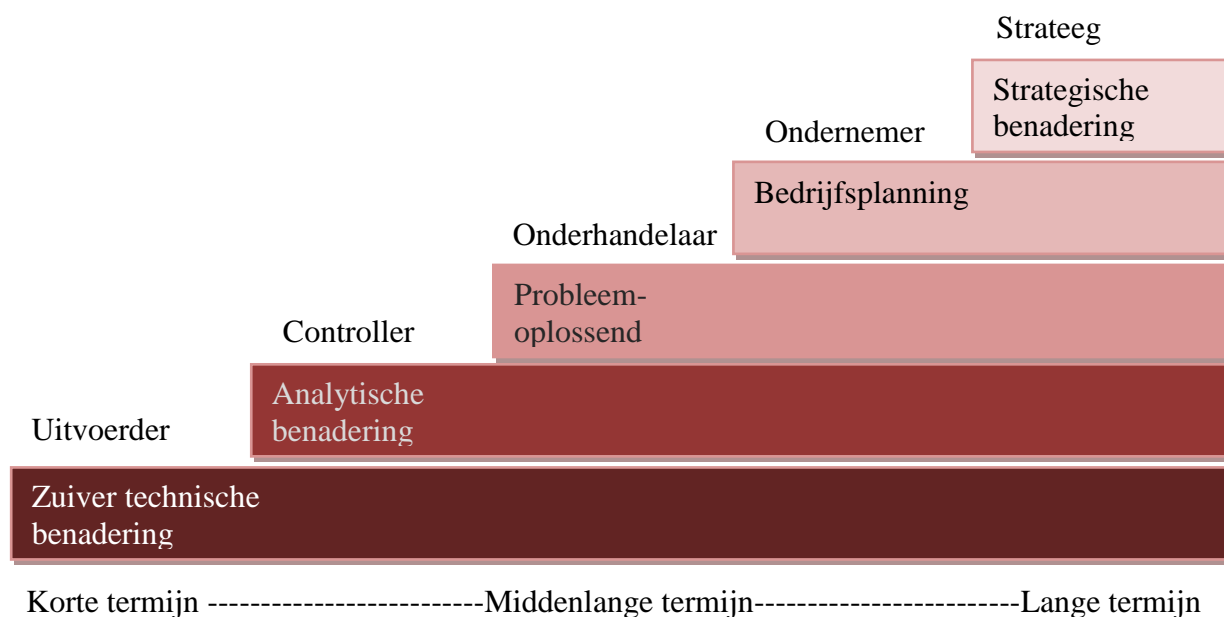 Strateeg
Strategische
benadering
Ondernemer
Bedrijfsplanning
Onderhandelaar
Probleem-
oplossend
Controller
Analytische
benadering
Uitvoerder
Zuiver technische
benadering
Korte termijn --------------------------Middenlange termijn-------------------------Lange termijn